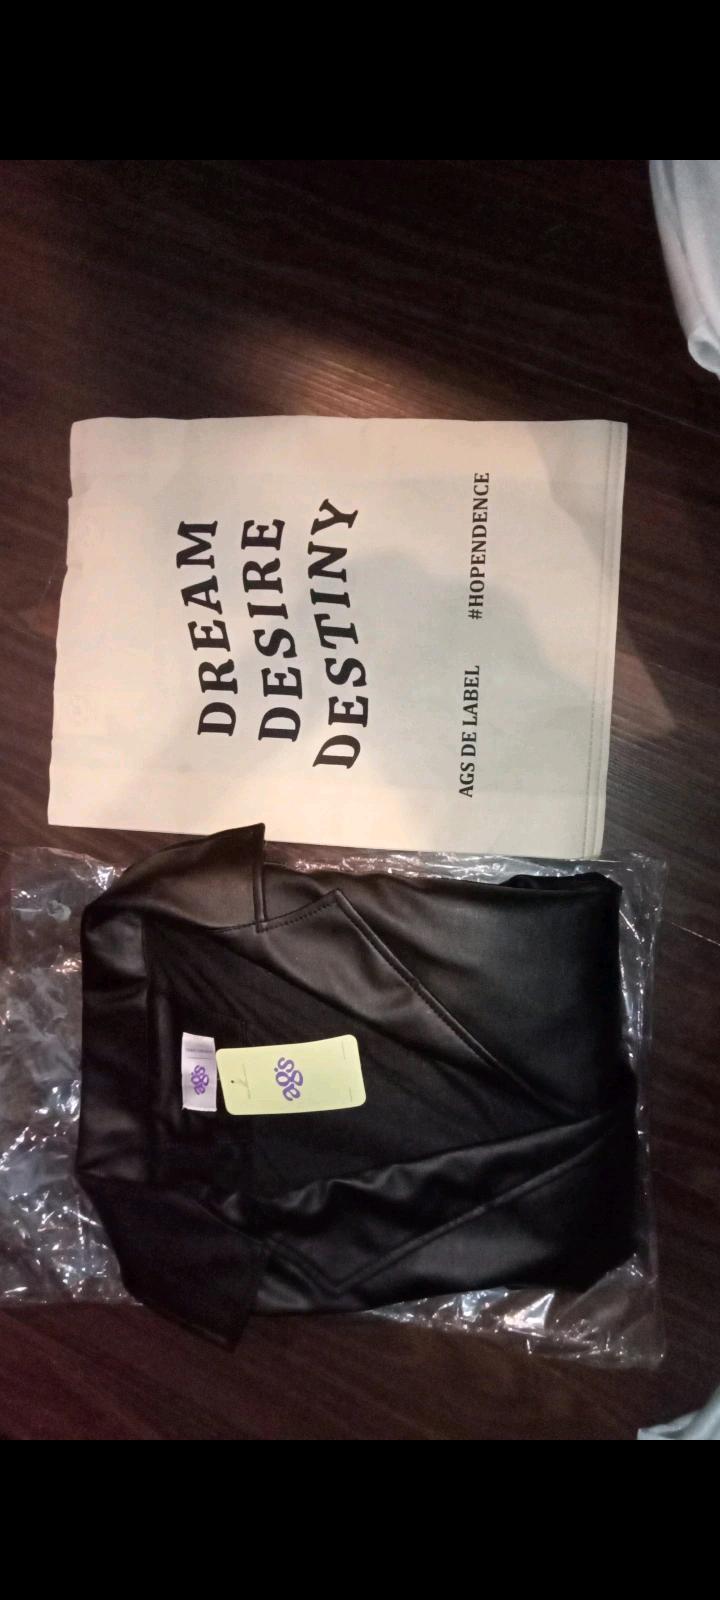 DREAM
DESIRE
DESTINY
AGS DE LABEL #HOPENDENCE
ags
ags